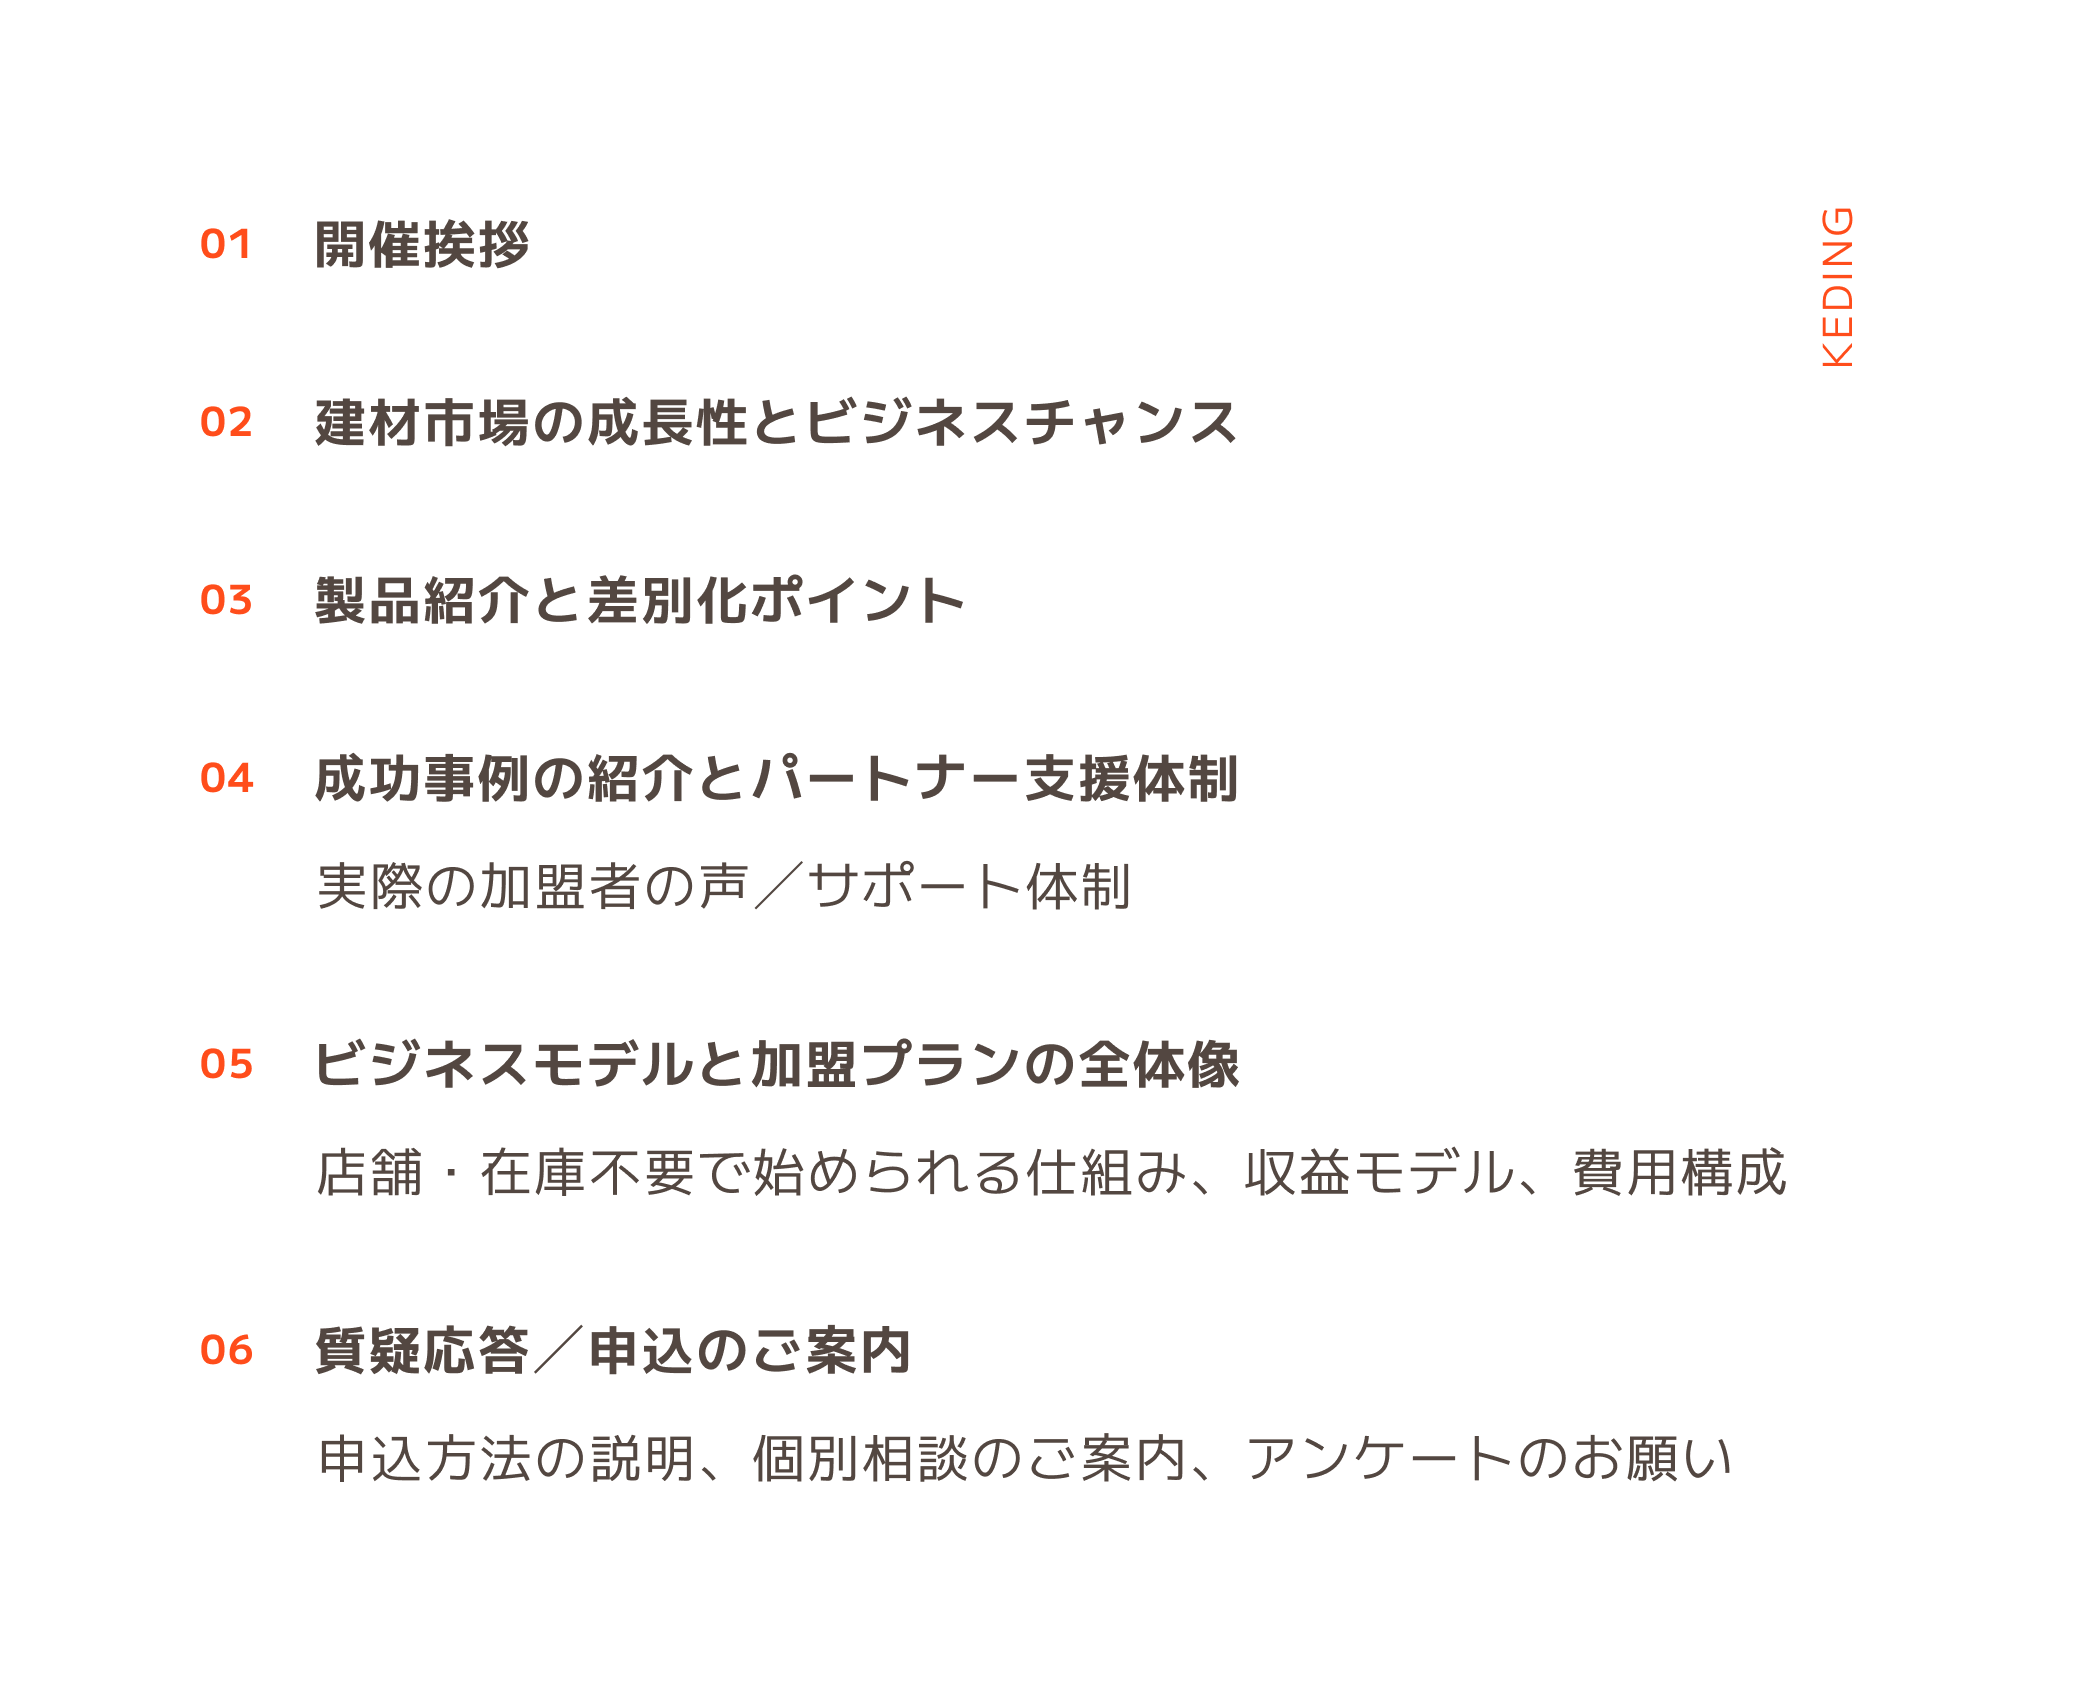 01 開催挨拶
KEDING
02 建材市場の成長性とビジネスチャンス
03 製品紹介と差別化ポイント
04 成功事例の紹介とパートナー支援体制
実際の加盟者の声／サポート体制
05 ビジネスモデルと加盟プランの全体像
店舗・在庫不要で始められる仕組み、収益モデル、費用構成
06 質疑応答／申込のご案内
申込方法の説明、個別相談のご案内、アンケートのお願い